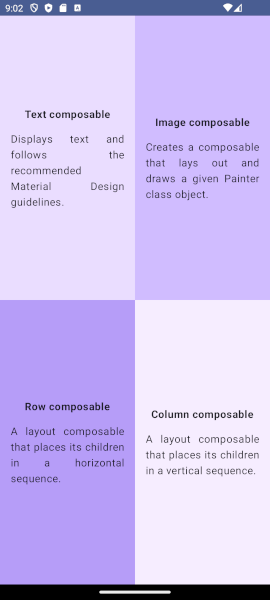 9:02
Text composable
Displays text and
follows the
recommended
Material Design
guidelines.
Image composable
Creates a composable
that lays out and
draws a given Painter
class object.
Row composable
A layout composable
that places its children
in a horizontal
sequence.
Column composable
A layout composable
that places its children
in a vertical sequence.